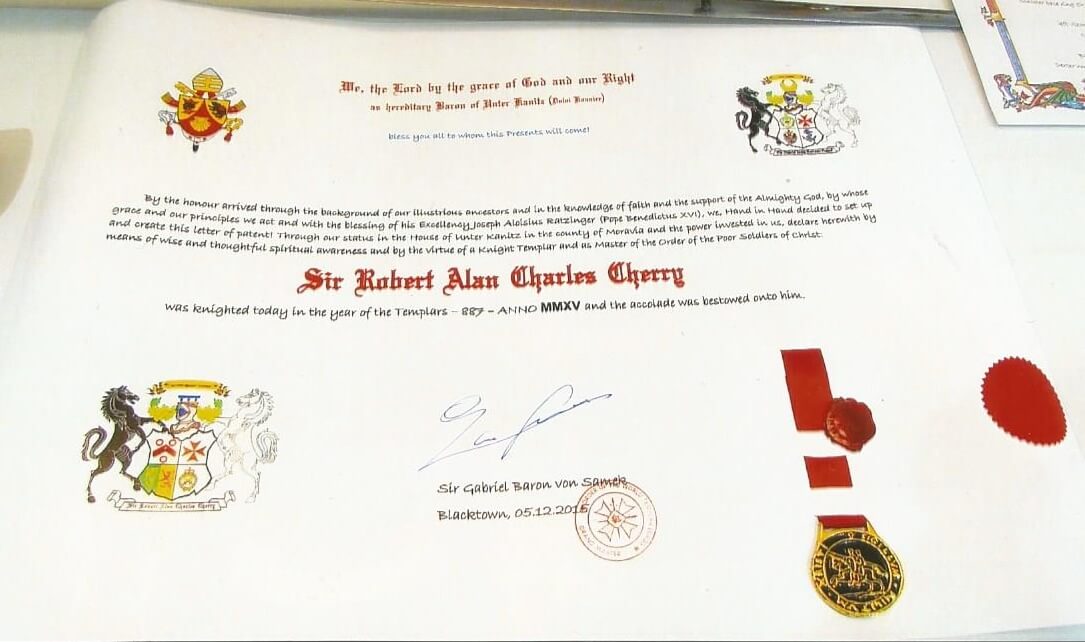 We, the Lord by the grace of God and our Right
as hereditary Baron of Unter Kanitz (Dolni Kounice)
bless you all to whom this Presents will come!
By the honour arrived through the background of our illustrious ancestors and in the knowledge of faith and the support of the Almighty God, by whose
grace and our principles we act and with the blessing of his Excellency Joseph Aloisius Ratzinger (Pope Benedictus XVI), we, Hand in Hand decided to set up
and create this letter of patent! Through our status in the House of Unter Kanitz in the county of Moravia and the power invested in us, declare herewith by
means of wise and thoughtful spiritual awareness and by the virtue of a Knight Templar and as Master of the Order of the Poor Soldiers of Christ.
Sir Robert Alan Charles Cherry
was knighted today in the year of the Templars - 887 - ANNO MMXV and the accolade was bestowed onto him.
Sir Robert Alan Charles Cherry
Sir Gabriel Baron von Samek
Blacktown, 05.12.2015
GRAND MASTER
SIGILLVM MILITVM